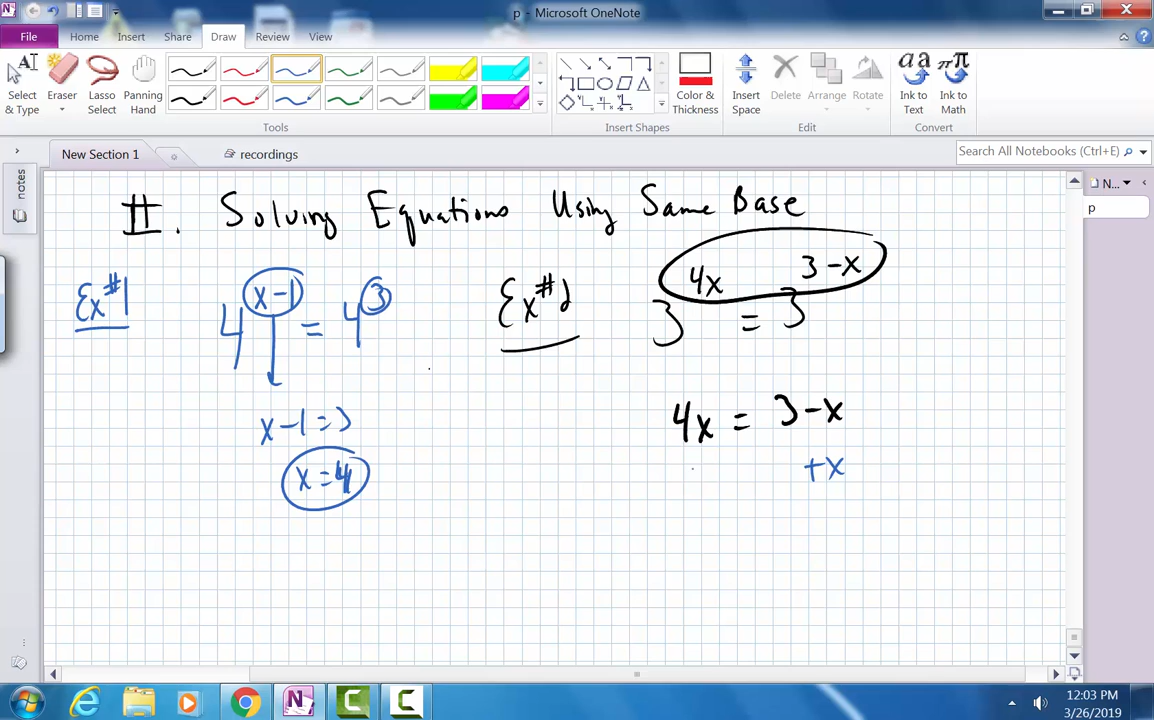 p - Microsoft OneNote
File Home Insert Share Draw Review View
Select & Type
Eraser
Lasso Select
Panning Hand
Color & Thickness
Insert Space
Delete
Arrange
Rotate
Ink to Text
Ink to Math
Tools
Insert Shapes
Edit
Convert
New Section 1
recordings
Search All Notebooks (Ctrl+E)
notes
N...
p
II. Solving Equations Using Same Base
Ex #1
4^(x-1) = 4^3
x-1=3
x=4
Ex #2
3^(4x) = 3^(3-x)
4x = 3-x
+x
12:03 PM
3/26/2019